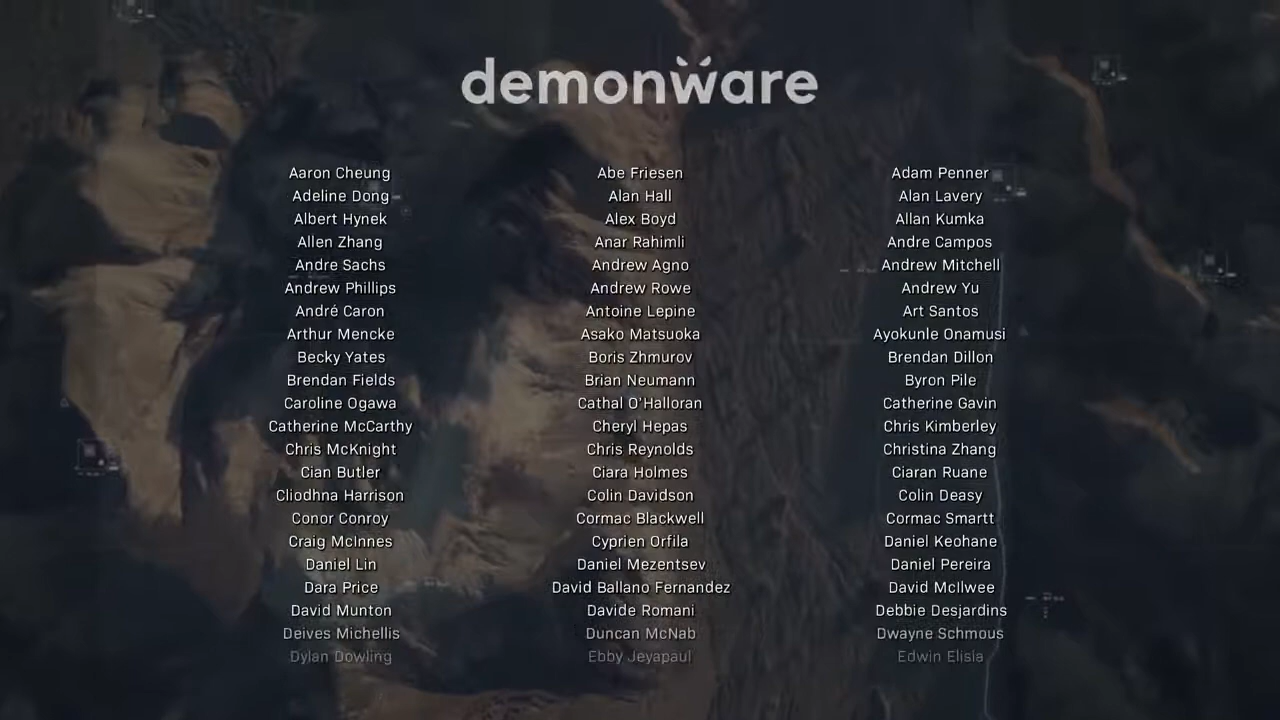 demonware
Aaron Cheung Abe Friesen Adam Penner
Adeline Dong Alan Hall Alan Lavery
Albert Hynek Alex Boyd Allan Kumka
Allen Zhang Anar Rahimli Andre Campos
Andre Sachs Andrew Agno Andrew Mitchell
Andrew Phillips Andrew Rowe Andrew Yu
André Caron Antoine Lepine Art Santos
Arthur Mencke Asako Matsuoka Ayokunle Onamusi
Becky Yates Boris Zhmurov Brendan Dillon
Brendan Fields Brian Neumann Byron Pile
Caroline Ogawa Cathal O'Halloran Catherine Gavin
Catherine McCarthy Cheryl Hepas Chris Kimberley
Chris McKnight Chris Reynolds Christina Zhang
Cian Butler Ciara Holmes Ciaran Ruane
Cliodhna Harrison Colin Davidson Colin Deasy
Conor Conroy Cormac Blackwell Cormac Smartt
Craig McInnes Cyprien Orfila Daniel Keohane
Daniel Lin Daniel Mezentsev Daniel Pereira
Dara Price David Ballano Fernandez David McIlwee
David Munton Davide Romani Debbie Desjardins
Deives Michellis Duncan McNab Dwayne Schmous
Dylan Dowling Ebby Jeyapaul Edwin Elisia